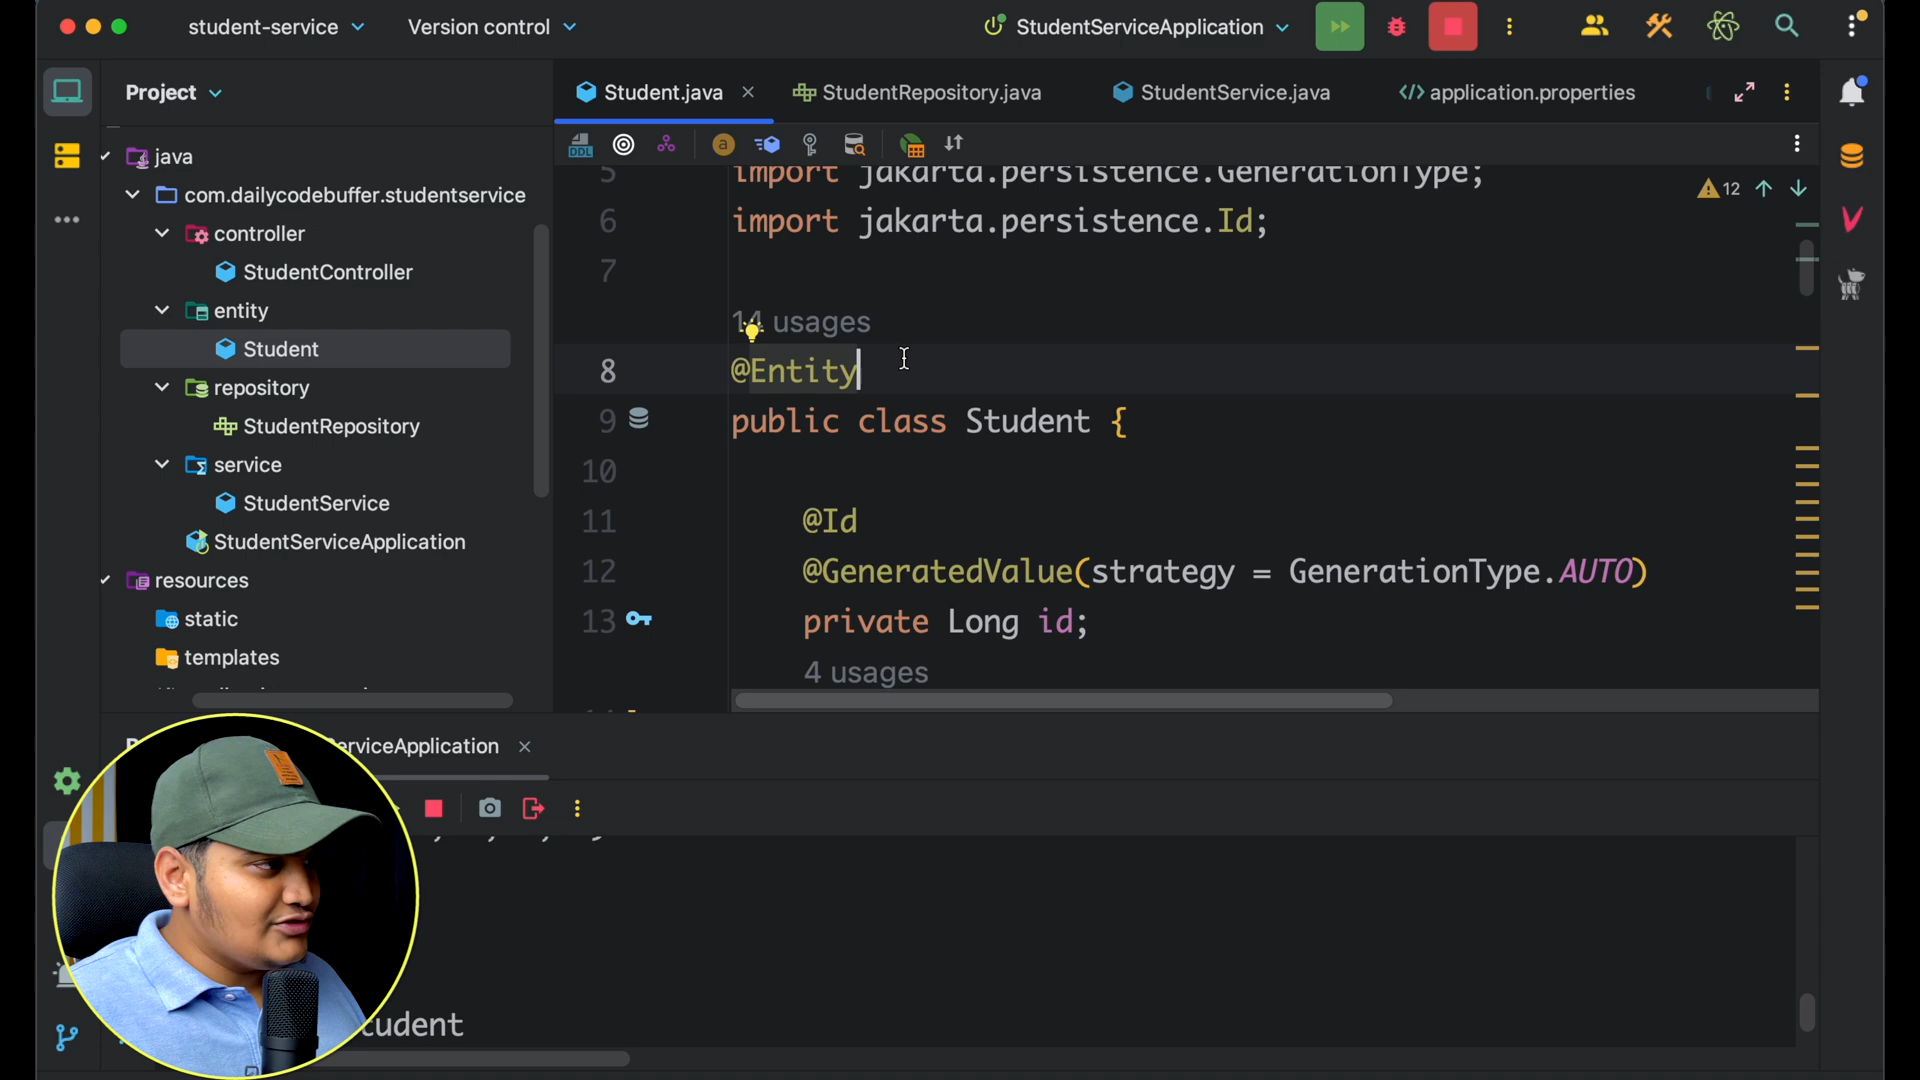 student-service
Version control
StudentServiceApplication
Project
Student.java
StudentRepository.java
StudentService.java
</> application.properties
java
com.dailycodebuffer.studentservice
controller
StudentController
entity
Student
repository
StudentRepository
service
StudentService
StudentServiceApplication
resources
static
templates
DDL
a
12
5 import jakarta.persistence.GenerationType;
6 import jakarta.persistence.Id;
7
14 usages
8 @Entity
9 public class Student {
10
11 @Id
12 @GeneratedValue(strategy = GenerationType.AUTO)
13 private Long id;
4 usages
erviceApplication
tudent